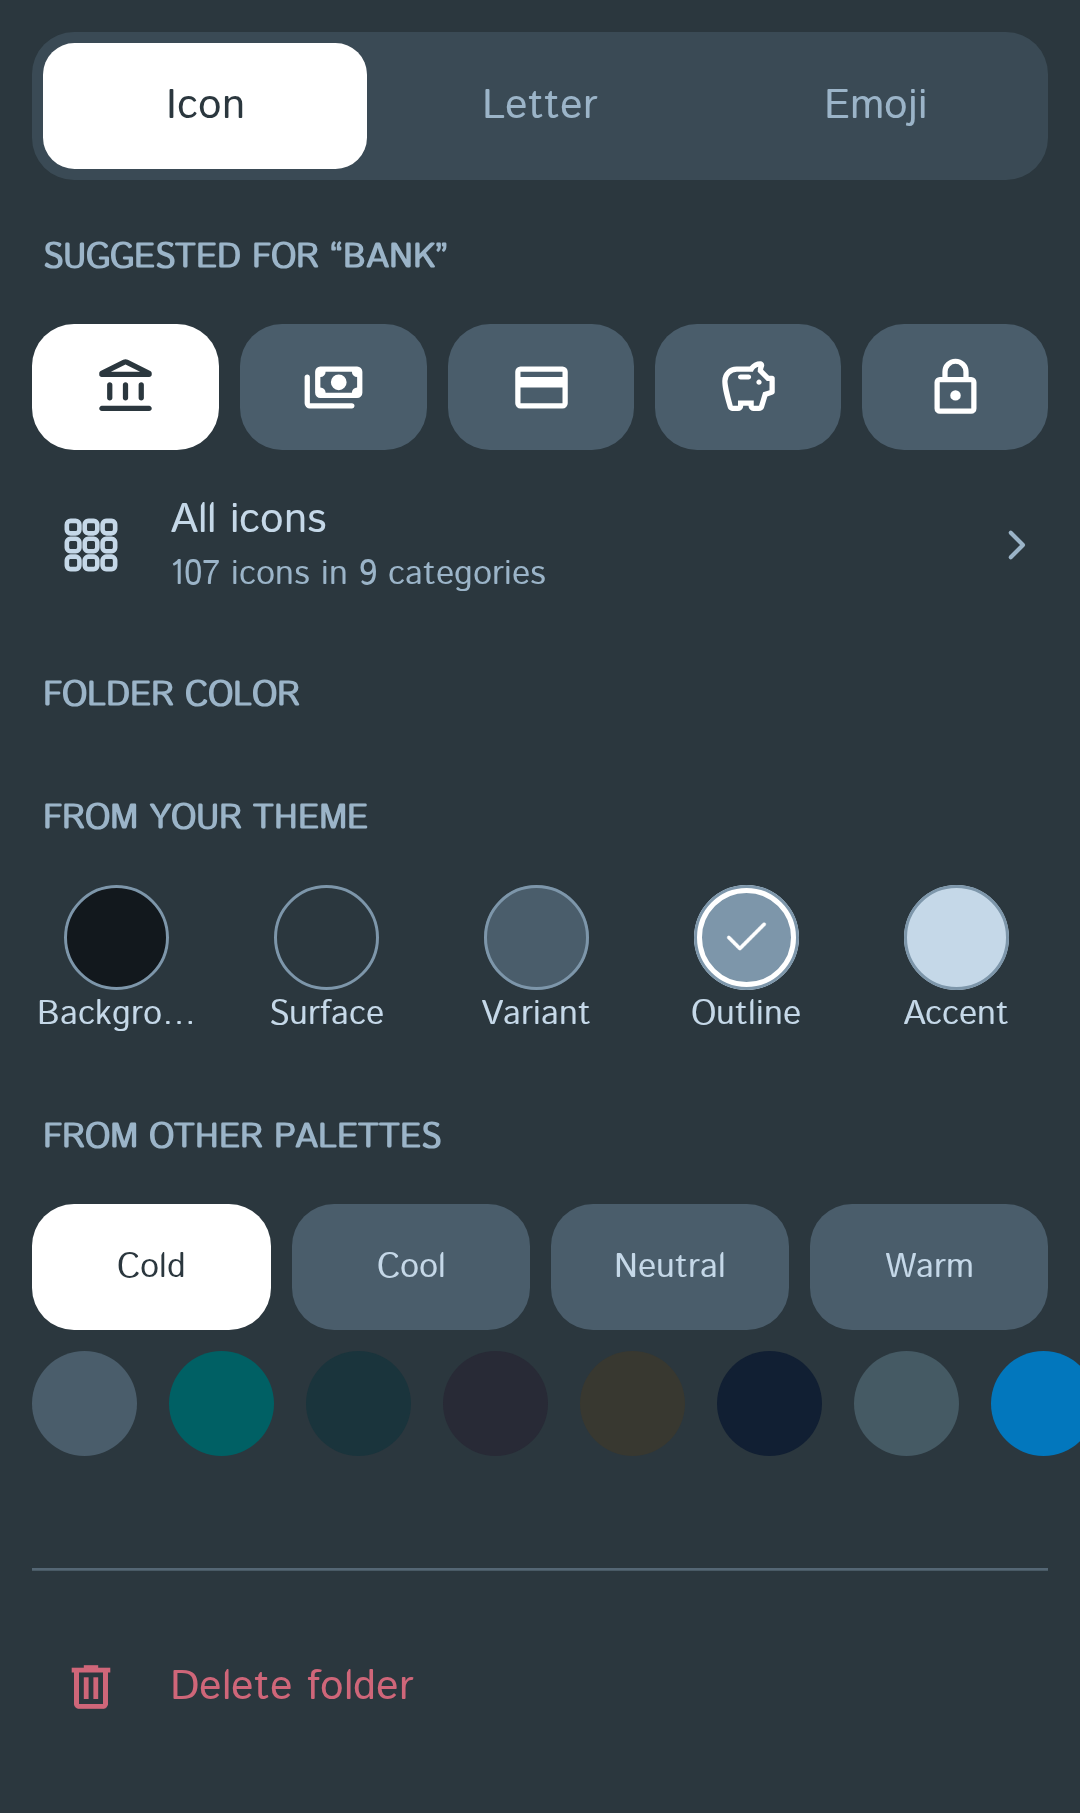 Icon Letter Emoji
SUGGESTED FOR “BANK”
All icons
107 icons in 9 categories
FOLDER COLOR
FROM YOUR THEME
Backgro… Surface Variant Outline Accent
FROM OTHER PALETTES
Cold Cool Neutral Warm
Delete folder